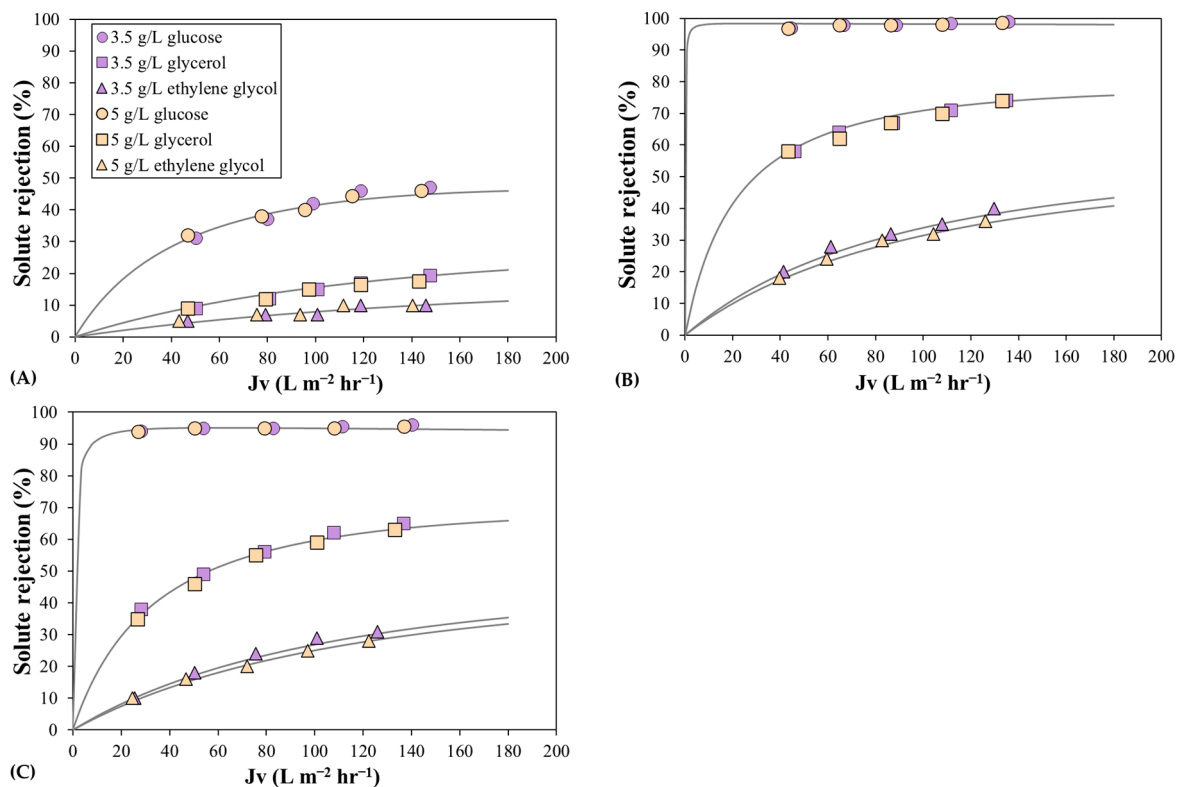 100
90
80
70
60
50
40
30
20
10
0
Solute rejection (%)
3.5 g/L glucose
3.5 g/L glycerol
3.5 g/L ethylene glycol
5 g/L glucose
5 g/L glycerol
5 g/L ethylene glycol
0 20 40 60 80 100 120 140 160 180 200
Jv (L m⁻² hr⁻¹)
(A)
100
90
80
70
60
50
40
30
20
10
0
Solute rejection (%)
0 20 40 60 80 100 120 140 160 180 200
Jv (L m⁻² hr⁻¹)
(B)
100
90
80
70
60
50
40
30
20
10
0
Solute rejection (%)
0 20 40 60 80 100 120 140 160 180 200
Jv (L m⁻² hr⁻¹)
(C)